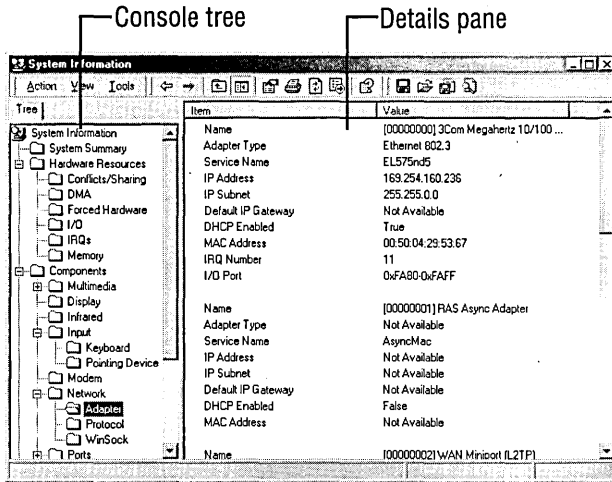 Console tree
Details pane
System Information
Action View Tools
Tree
System Information
System Summary
Hardware Resources
Conflicts/Sharing
DMA
Forced Hardware
I/O
IRQs
Memory
Components
Multimedia
Display
Infrared
Input
Keyboard
Pointing Device
Modem
Network
Adapter
Protocol
WinSock
Ports
Item Value
Name [00000000] 3Com Megahertz 10/100 ...
Adapter Type Ethernet 802.3
Service Name EL575nd5
IP Address 169.254.160.236
IP Subnet 255.255.0.0
Default IP Gateway Not Available
DHCP Enabled True
MAC Address 00:50:04:29:53:67
IRQ Number 11
I/O Port 0xFA80-0xFAFF
Name [00000001] RAS Async Adapter
Adapter Type Not Available
Service Name AsyncMac
IP Address Not Available
IP Subnet Not Available
Default IP Gateway Not Available
DHCP Enabled False
MAC Address Not Available
Name [00000002] WAN Miniport (L2TP)